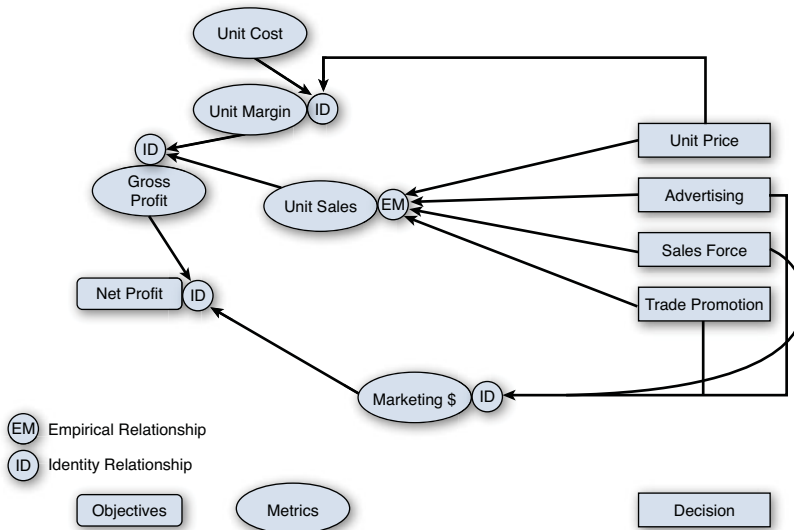 Unit Cost
Unit Margin
ID
ID
Unit Price
Gross
Profit
Advertising
Unit Sales
EM
Sales Force
Net Profit
ID
Trade Promotion
Marketing $
ID
EM
Empirical Relationship
ID
Identity Relationship
Objectives
Metrics
Decision